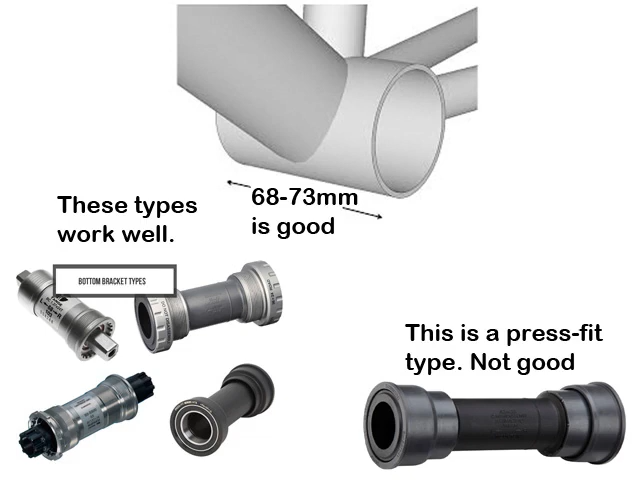 68-73mm
is good
These types
work well.
BOTTOM BRACKET TYPES
This is a press-fit
type. Not good